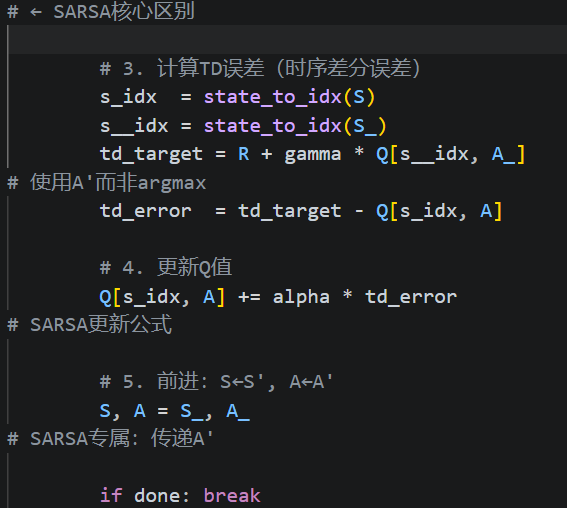 # ← SARSA核心区别
# 3. 计算TD误差（时序差分误差）
s_idx  = state_to_idx(S)
s__idx = state_to_idx(S_)
td_target = R + gamma * Q[s__idx, A_]
# 使用A'而非argmax
td_error  = td_target - Q[s_idx, A]
# 4. 更新Q值
Q[s_idx, A] += alpha * td_error
# SARSA更新公式
# 5. 前进: S←S', A←A'
S, A = S_, A_
# SARSA专属: 传递A'
if done: break